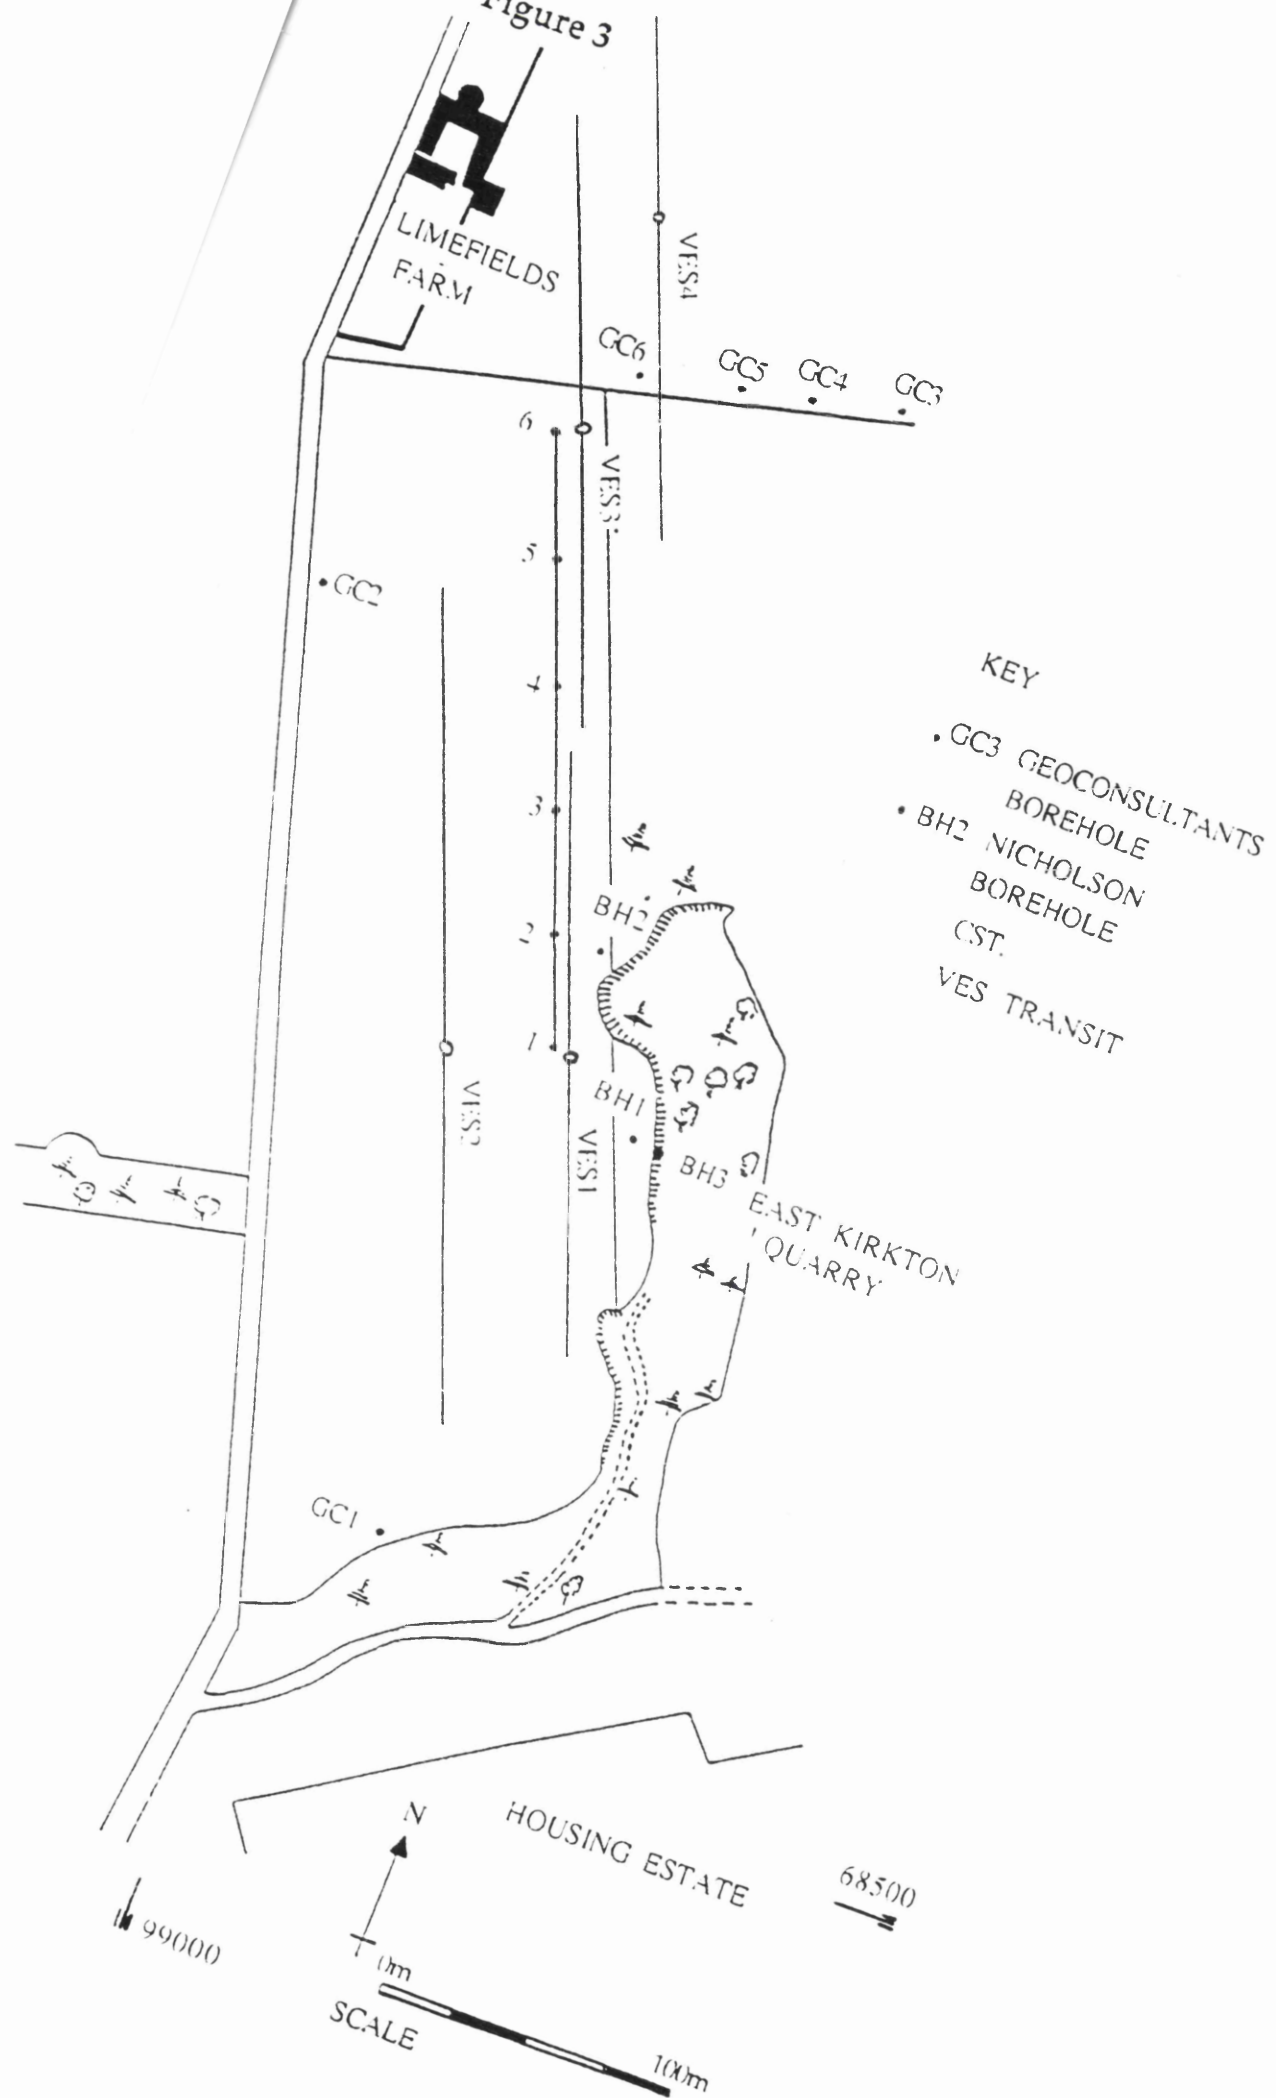 Figure 3
LIMEFIELDS
FARM
VES4
GC6
GC5
GC4
GC3
6
VES3
5
GC2
4
3
BH2
2
1
BH1
VES2
VES1
BH3
EAST KIRKTON
QUARRY
KEY
GC3 GEOCONSULTANTS
BOREHOLE
BH2 NICHOLSON
BOREHOLE
CST.
VES TRANSIT
GC1
N
HOUSING ESTATE
68500
99000
0m
SCALE
100m